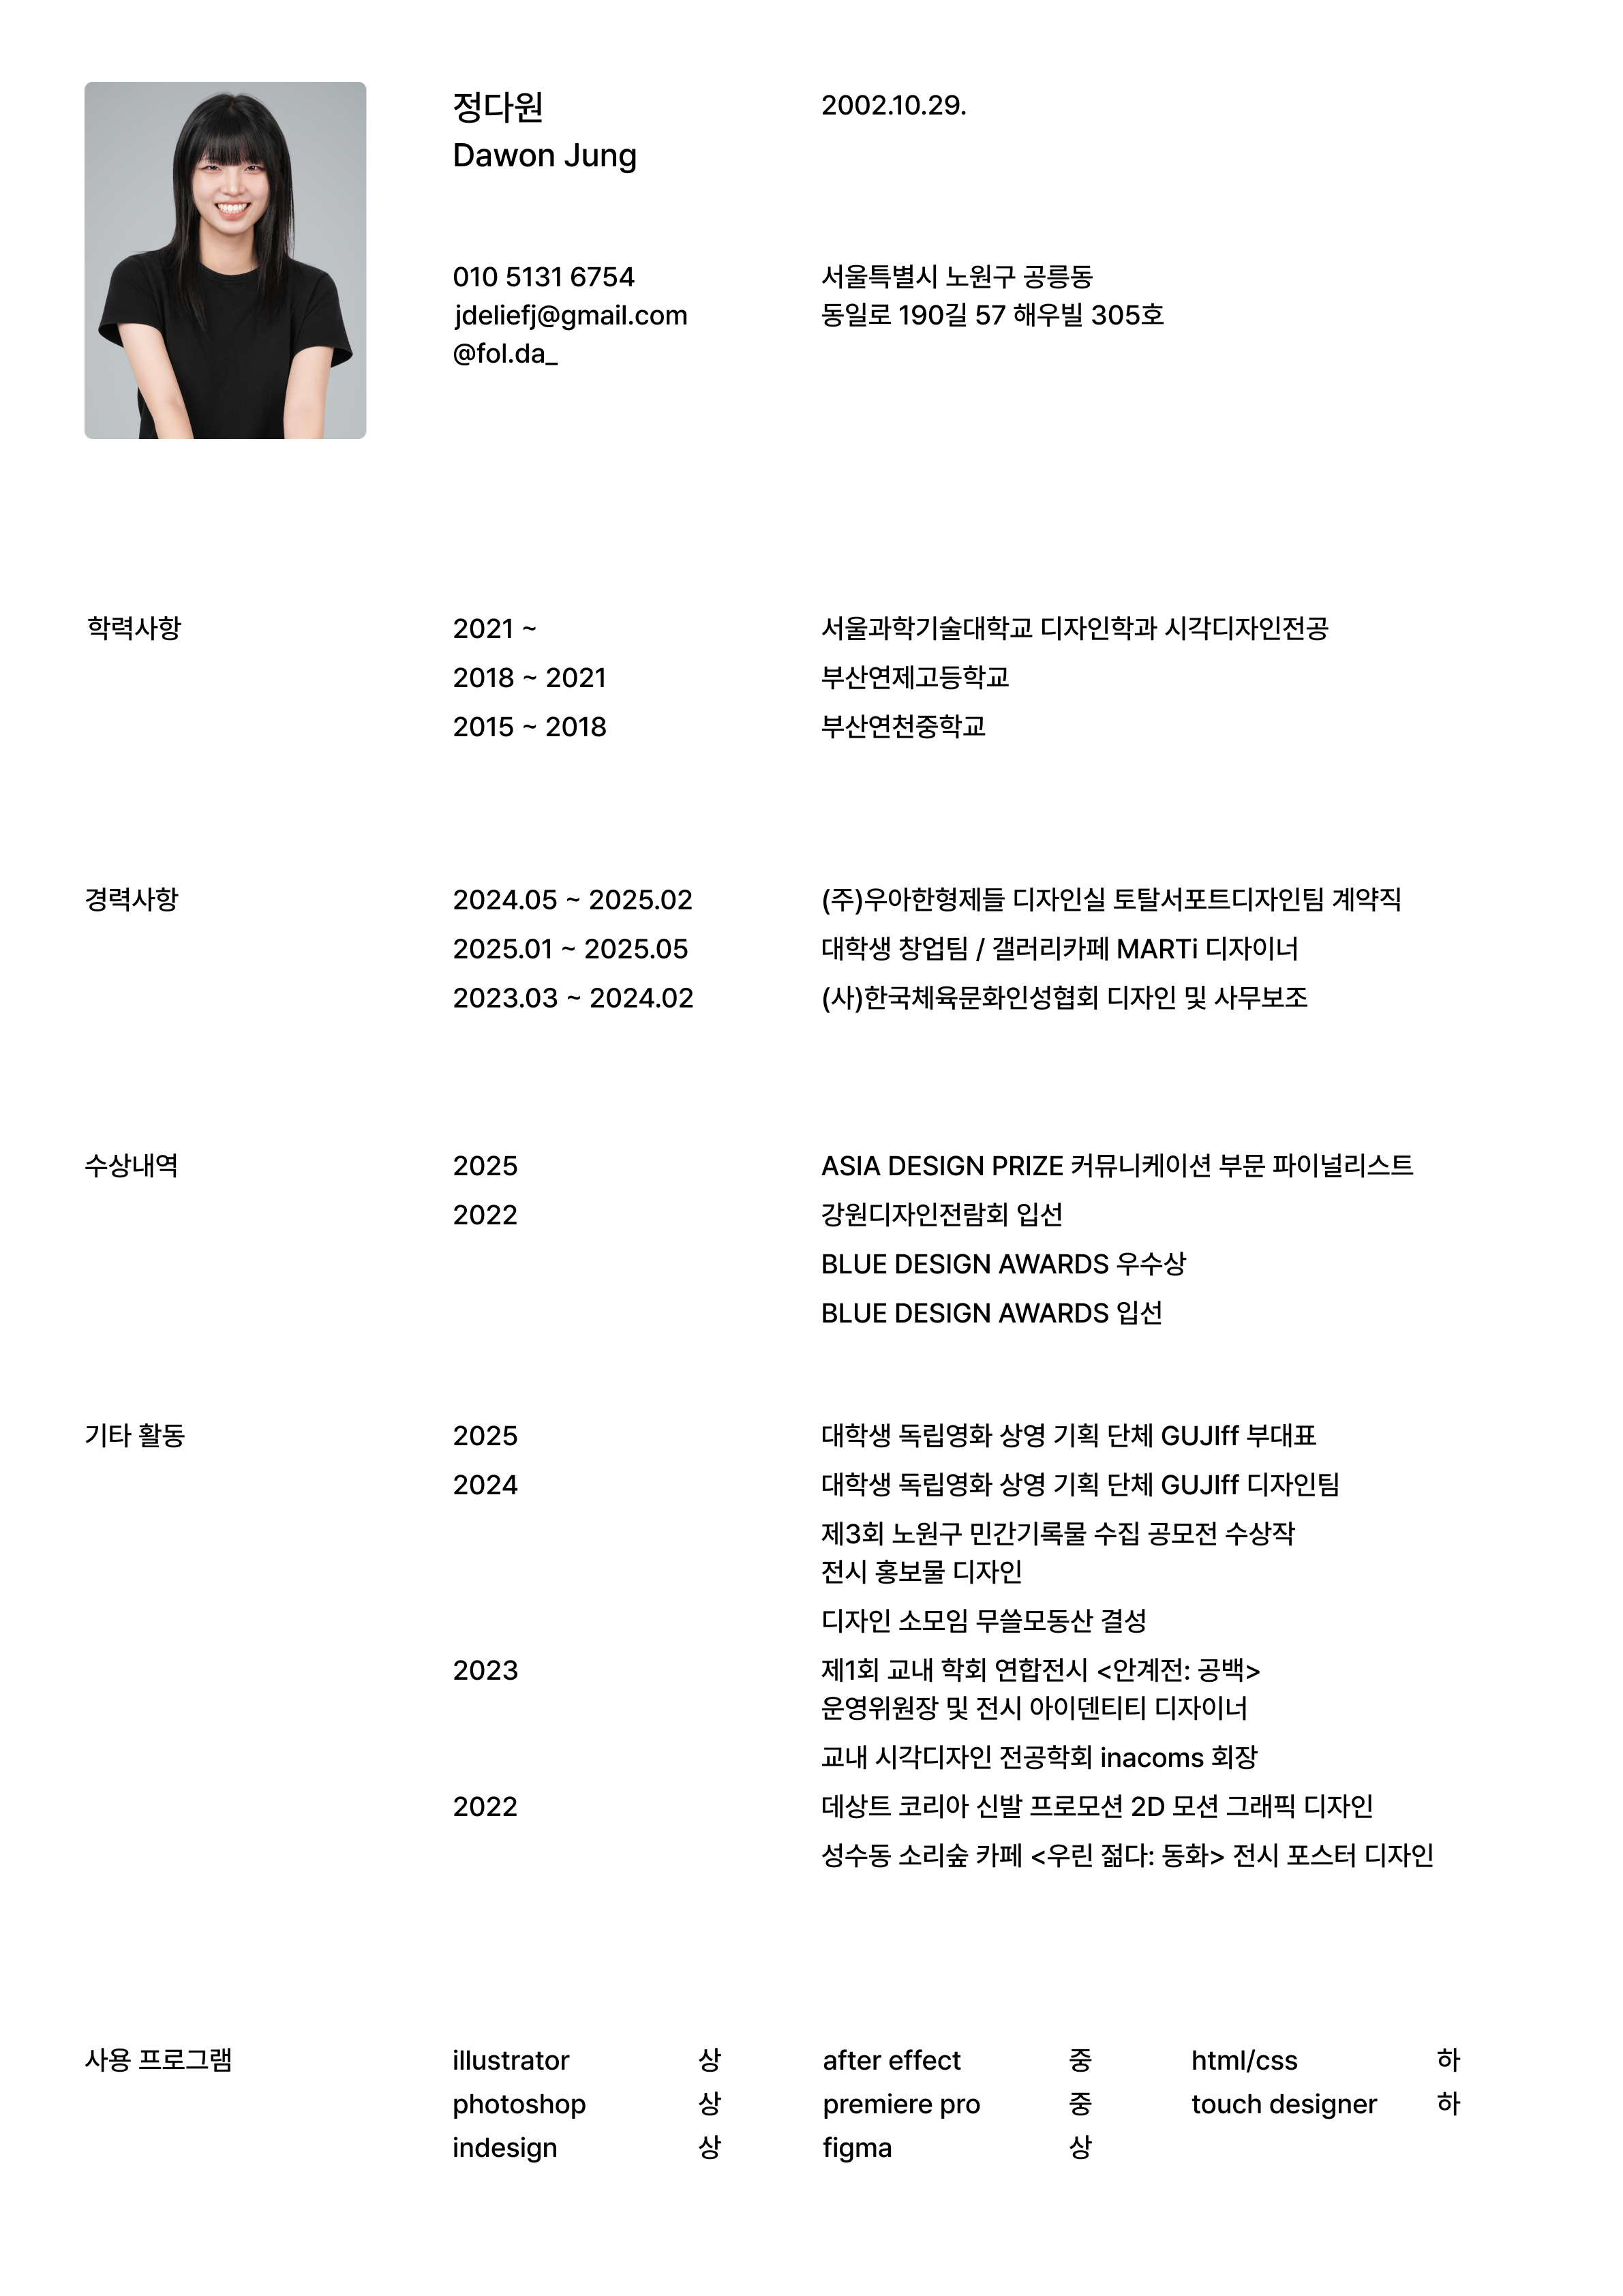 정다원
Dawon Jung
2002.10.29.
010 5131 6754
jdeliefj@gmail.com
@fol.da_
서울특별시 노원구 공릉동
동일로 190길 57 해우빌 305호
학력사항
2021 ~ 서울과학기술대학교 디자인학과 시각디자인전공
2018 ~ 2021 부산연제고등학교
2015 ~ 2018 부산연천중학교
경력사항
2024.05 ~ 2025.02 (주)우아한형제들 디자인실 토탈서포트디자인팀 계약직
2025.01 ~ 2025.05 대학생 창업팀 / 갤러리카페 MARTi 디자이너
2023.03 ~ 2024.02 (사)한국체육문화인성협회 디자인 및 사무보조
수상내역
2025 ASIA DESIGN PRIZE 커뮤니케이션 부문 파이널리스트
2022 강원디자인전람회 입선
BLUE DESIGN AWARDS 우수상
BLUE DESIGN AWARDS 입선
기타 활동
2025 대학생 독립영화 상영 기획 단체 GUJIff 부대표
2024 대학생 독립영화 상영 기획 단체 GUJIff 디자인팀
제3회 노원구 민간기록물 수집 공모전 수상작
전시 홍보물 디자인
디자인 소모임 무쓸모동산 결성
2023 제1회 교내 학회 연합전시 <안계전: 공백>
운영위원장 및 전시 아이덴티티 디자이너
교내 시각디자인 전공학회 inacoms 회장
2022 데상트 코리아 신발 프로모션 2D 모션 그래픽 디자인
성수동 소리숲 카페 <우린 젊다: 동화> 전시 포스터 디자인
사용 프로그램
illustrator 상 after effect 중 html/css 하
photoshop 상 premiere pro 중 touch designer 하
indesign 상 figma 상